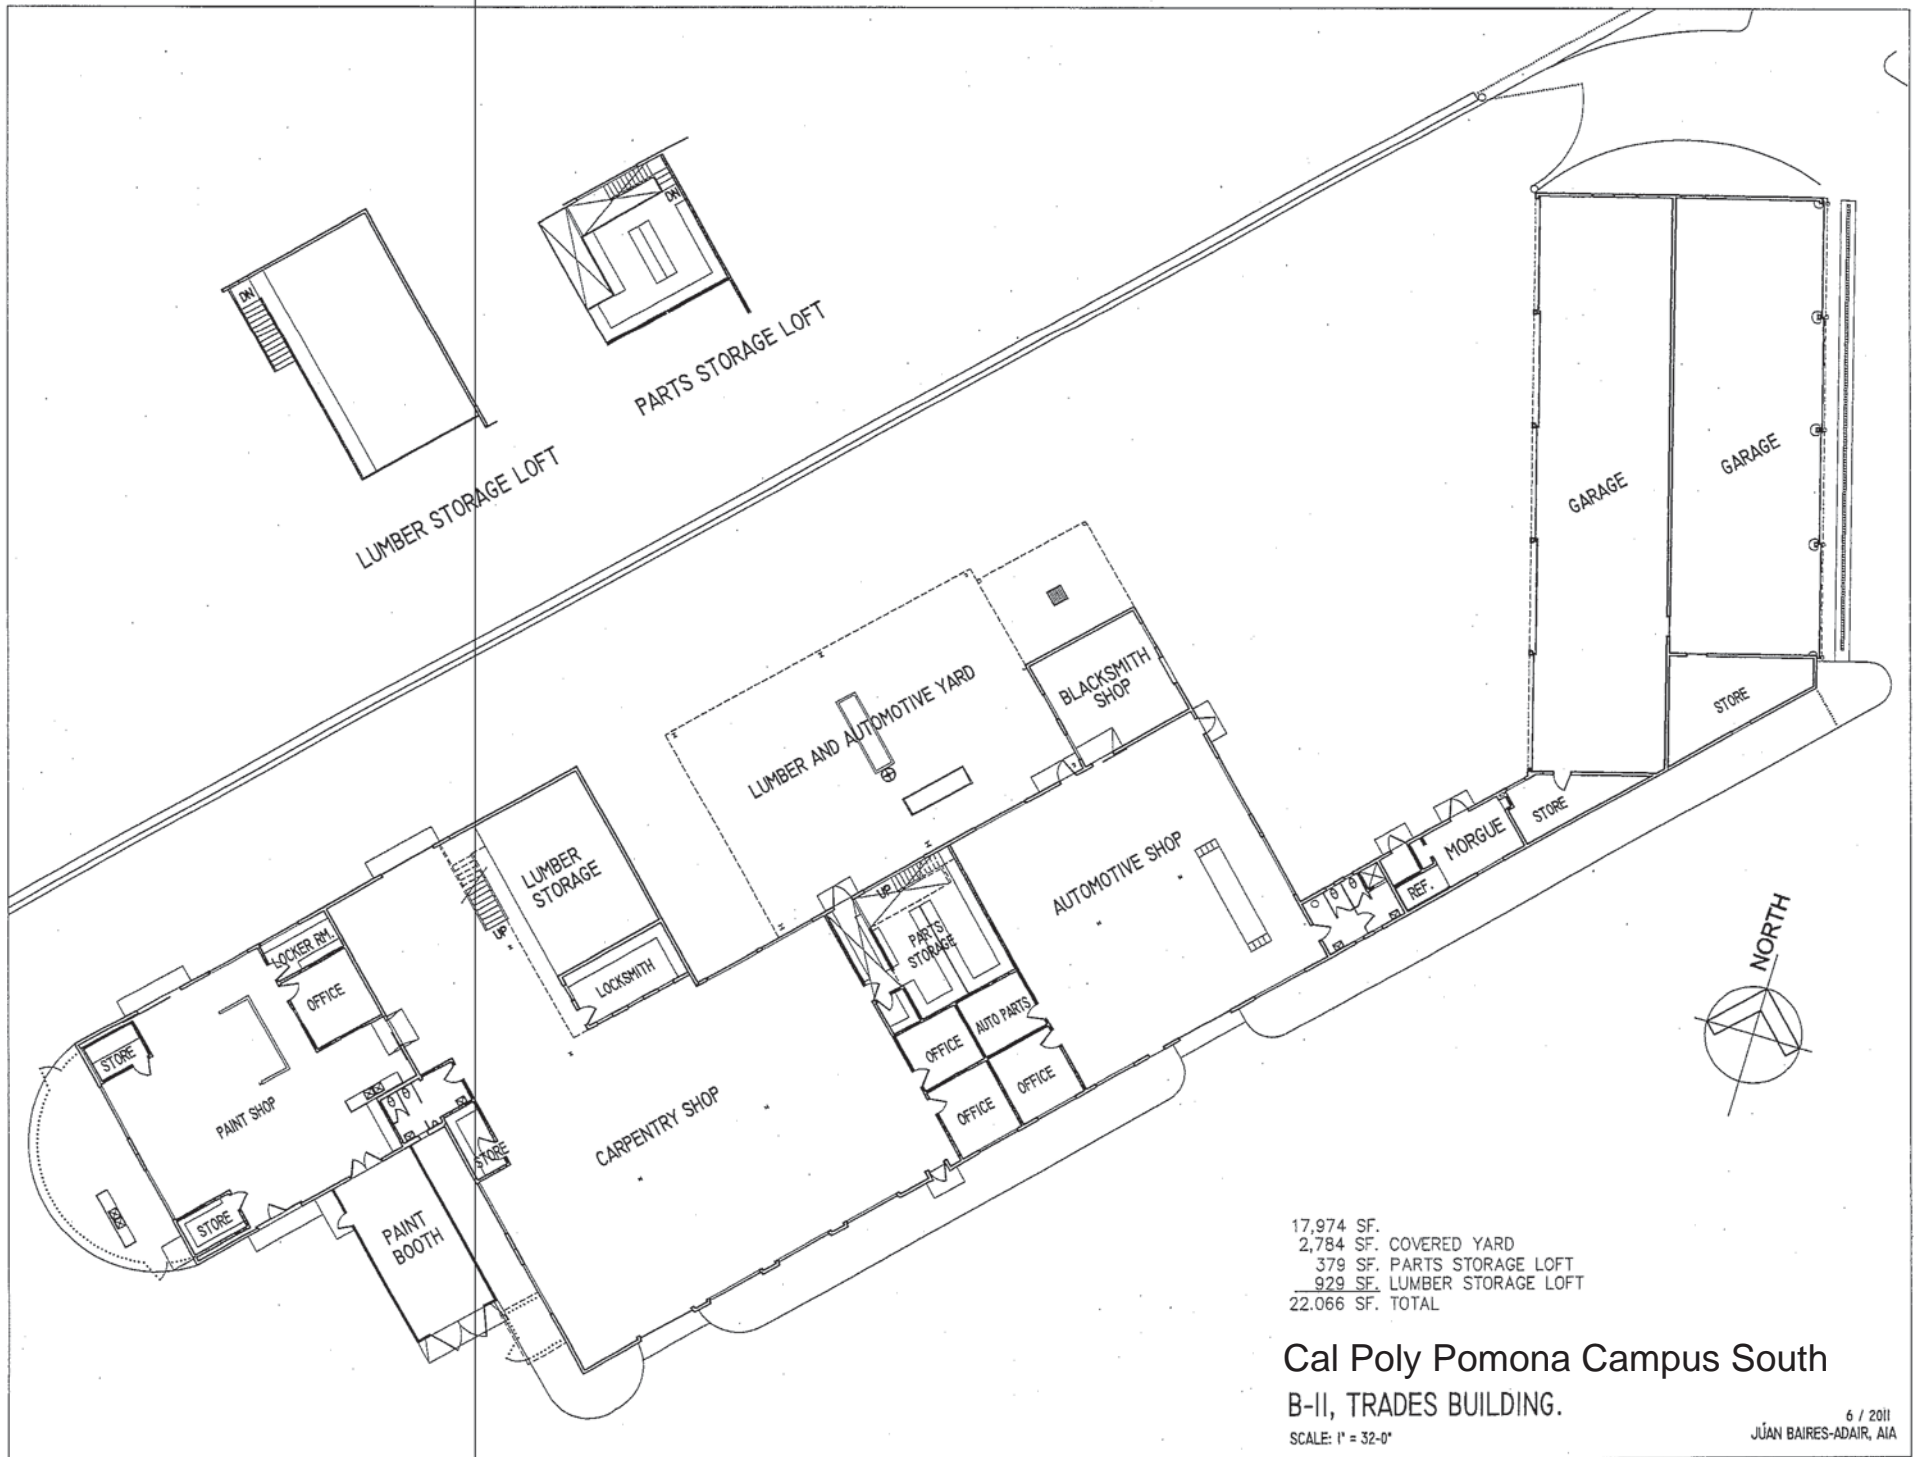 DN
PARTS STORAGE LOFT
DN
LUMBER STORAGE LOFT
GARAGE
GARAGE
STORE
BLACKSMITH
SHOP
LUMBER AND AUTOMOTIVE YARD
STORE
MORGUE
REF.
AUTOMOTIVE SHOP
UP
PARTS
STORAGE
LUMBER
STORAGE
UP
LOCKSMITH
LOCKER RM.
OFFICE
AUTO PARTS
OFFICE
OFFICE
OFFICE
STORE
PAINT SHOP
CARPENTRY SHOP
STORE
STORE
PAINT
BOOTH
NORTH
17,974 SF.
2,784 SF. COVERED YARD
379 SF. PARTS STORAGE LOFT
929 SF. LUMBER STORAGE LOFT
22.066 SF. TOTAL
Cal Poly Pomona Campus South
B-II, TRADES BUILDING.
SCALE: 1" = 32-0"
6 / 2011
JUAN BAIRES-ADAIR, AIA